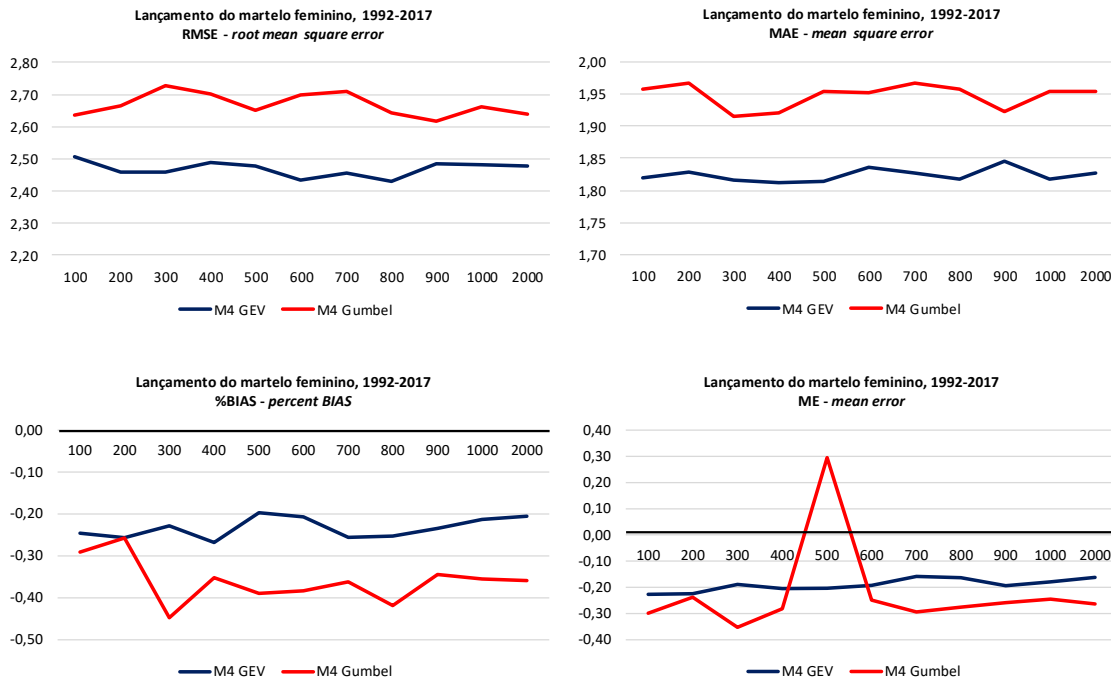 Lançamento do martelo feminino, 1992-2017
RMSE - root mean square error
2,80
2,70
2,60
2,50
2,40
2,30
2,20
100 200 300 400 500 600 700 800 900 1000 2000
M4 GEV M4 Gumbel
Lançamento do martelo feminino, 1992-2017
MAE - mean square error
2,00
1,95
1,90
1,85
1,80
1,75
1,70
100 200 300 400 500 600 700 800 900 1000 2000
M4 GEV M4 Gumbel
Lançamento do martelo feminino, 1992-2017
%BIAS - percent BIAS
0,00
100 200 300 400 500 600 700 800 900 1000 2000
-0,10
-0,20
-0,30
-0,40
-0,50
M4 GEV M4 Gumbel
Lançamento do martelo feminino, 1992-2017
ME - mean error
0,40
0,30
0,20
0,10
0,00
100 200 300 400 500 600 700 800 900 1000 2000
-0,10
-0,20
-0,30
-0,40
M4 GEV M4 Gumbel